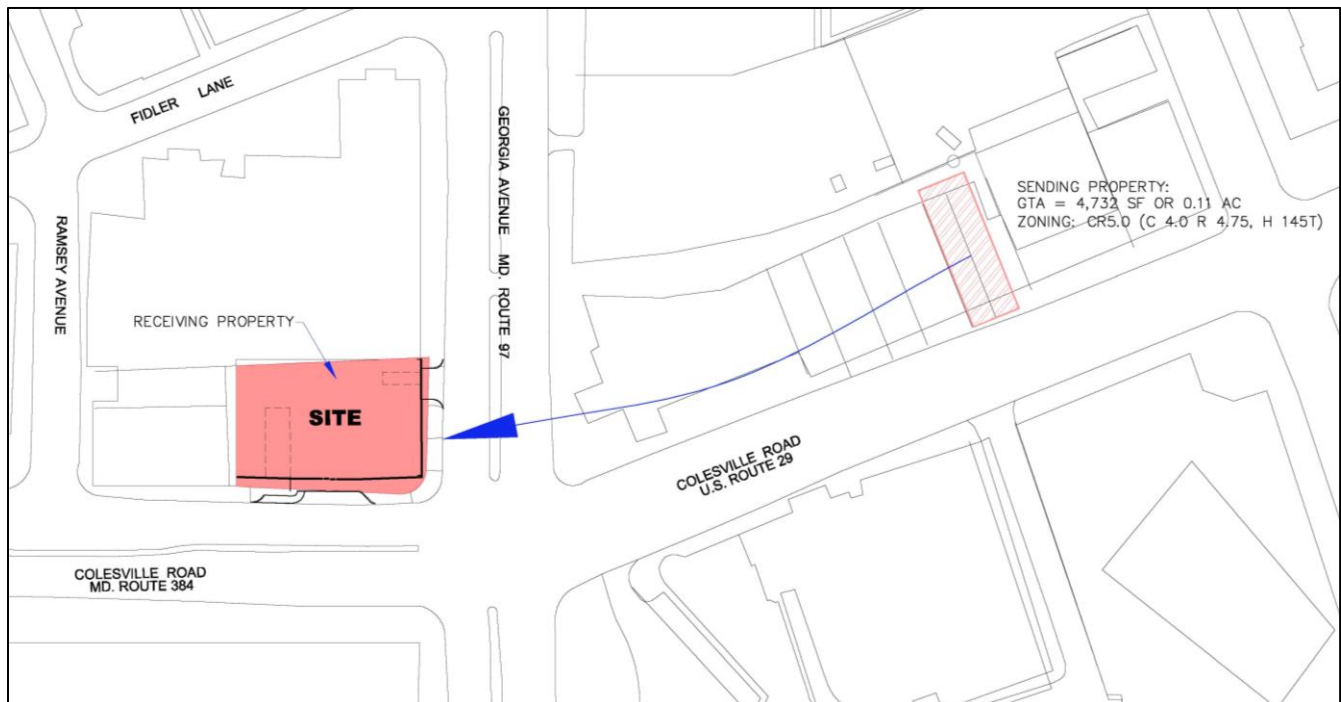 FIDLER LANE
GEORGIA AVENUE MD. ROUTE 97
SENDING PROPERTY:
GTA = 4,732 SF OR 0.11 AC
ZONING: CR5.0 (C 4.0 R 4.75, H 145T)
RAMSEY AVENUE
RECEIVING PROPERTY
SITE
COLESVILLE ROAD
U.S. ROUTE 29
COLESVILLE ROAD
MD. ROUTE 384